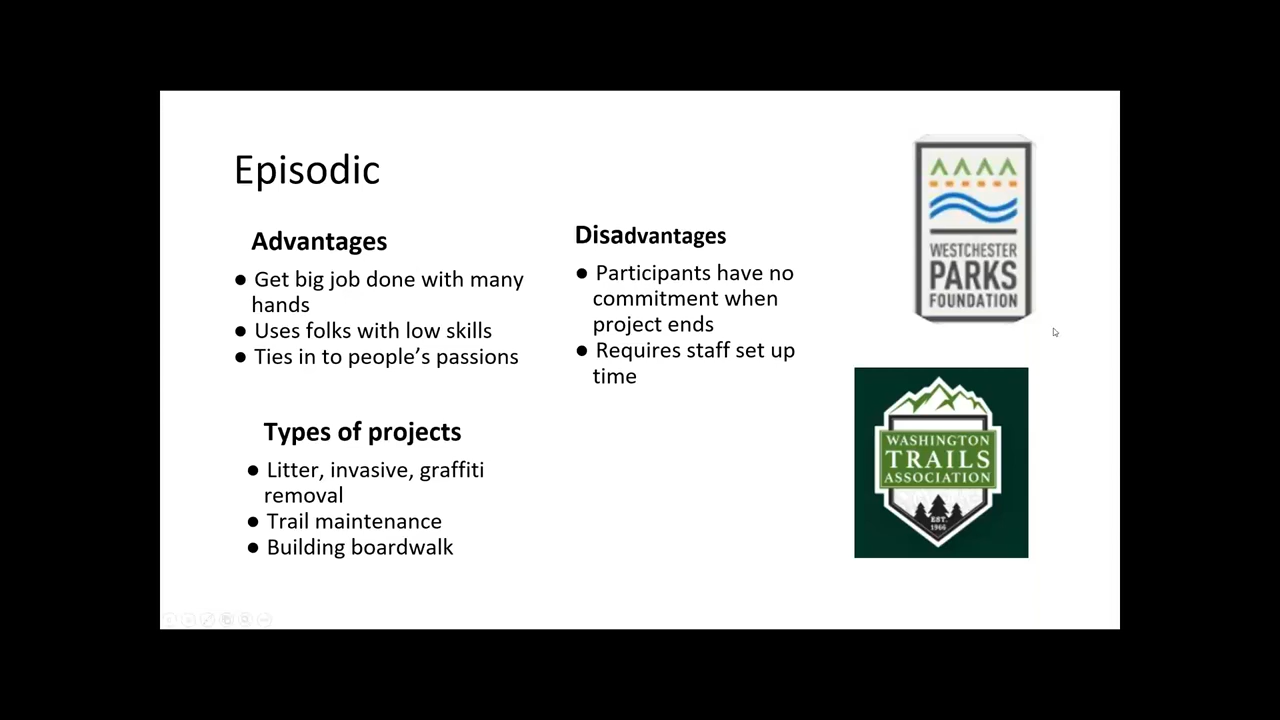 Episodic
Advantages
● Get big job done with many
hands
● Uses folks with low skills
● Ties in to people’s passions
Disadvantages
● Participants have no
commitment when
project ends
● Requires staff set up
time
Types of projects
● Litter, invasive, graffiti
removal
● Trail maintenance
● Building boardwalk
WESTCHESTER
PARKS
FOUNDATION
WASHINGTON
TRAILS
ASSOCIATION
EST.
1966